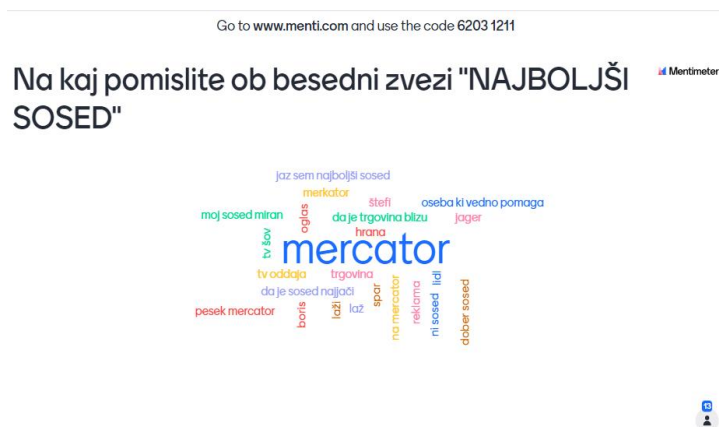 Go to www.menti.com and use the code 6203 1211
Na kaj pomislite ob besedni zvezi "NAJBOLJŠI
SOSED"
Mentimeter
jaz sem najboljši sosed
merkator
štefi
oseba ki vedno pomaga
moj sosed miran
oglas
da je trgovina blizu
jager
hrana
tv šov
mercator
tv oddaja
trgovina
lidl
da je sosed najjači
spar
na mercator
reklama
ni sosed
dober sosed
pesek mercator
boris
laži
laž
13